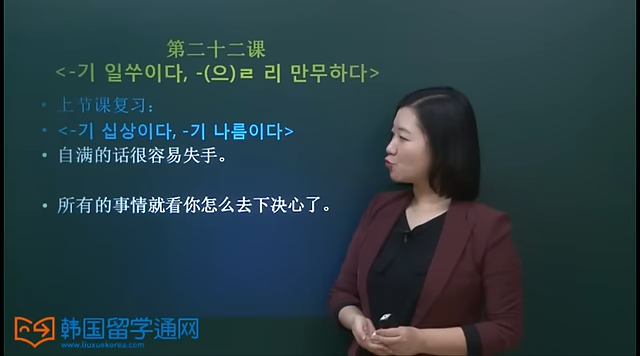 第二十二课
<-기 일쑤이다, -(으)ㄹ 리 만무하다>
• 上节课复习：
• <-기 십상이다, -기 나름이다>
• 自满的话很容易失手。
• 所有的事情就看你怎么去下决心了。
韩国留学通网
www.liuxuekorea.com